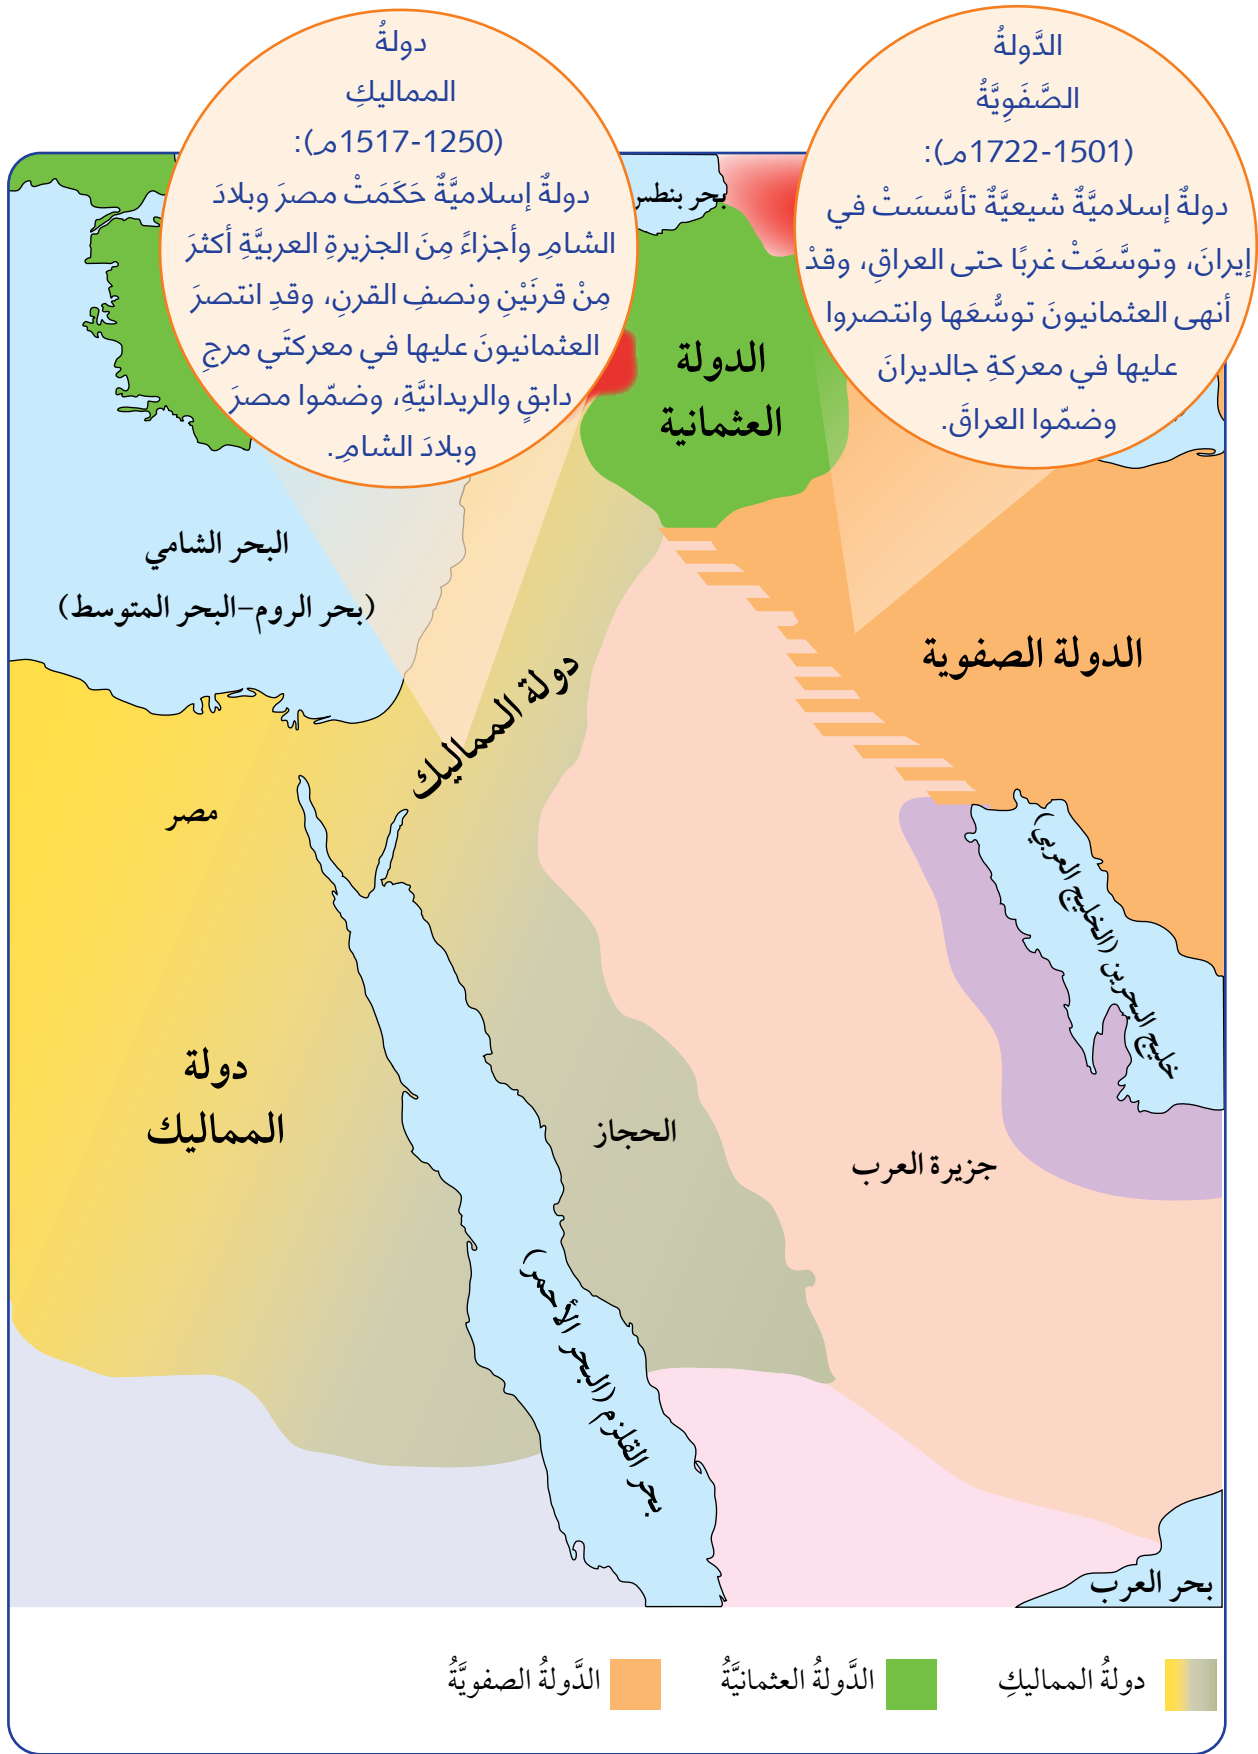 الدَّولةُ
الصَّفَوِيَّةُ
(1501-1722م):
دولةٌ إسلاميَّةٌ شيعيَّةٌ تأسَّسَتْ في
إيرانَ، وتوسَّعَتْ غربًا حتى العراقِ، وقدْ
أنهى العثمانيونَ توسُّعَها وانتصروا
عليها في معركةِ جالديرانَ
وضمّوا العراقَ.
دولةُ
المماليكِ
(1250-1517م):
دولةٌ إسلاميَّةٌ حَكَمَتْ مصرَ وبلادَ
الشامِ وأجزاءً مِنَ الجزيرةِ العربيَّةِ أكثرَ
مِنْ قرنَيْنِ ونصفِ القرنِ، وقدِ انتصرَ
العثمانيونَ عليها في معركتَي مرجِ
دابقٍ والريدانيَّةِ، وضمّوا مصرَ
وبلادَ الشامِ.
بحر بنطس
الدولة
العثمانية
البحر الشامي
(بحر الروم-البحر المتوسط)
الدولة الصفوية
دولة المماليك
مصر
خليج البحرين (الخليج العربي)
دولة
المماليك
الحجاز
جزيرة العرب
بحر القلزم (البحر الأحمر)
بحر العرب
دولةُ المماليكِ
الدَّولةُ العثمانيَّةُ
الدَّولةُ الصفويَّةُ